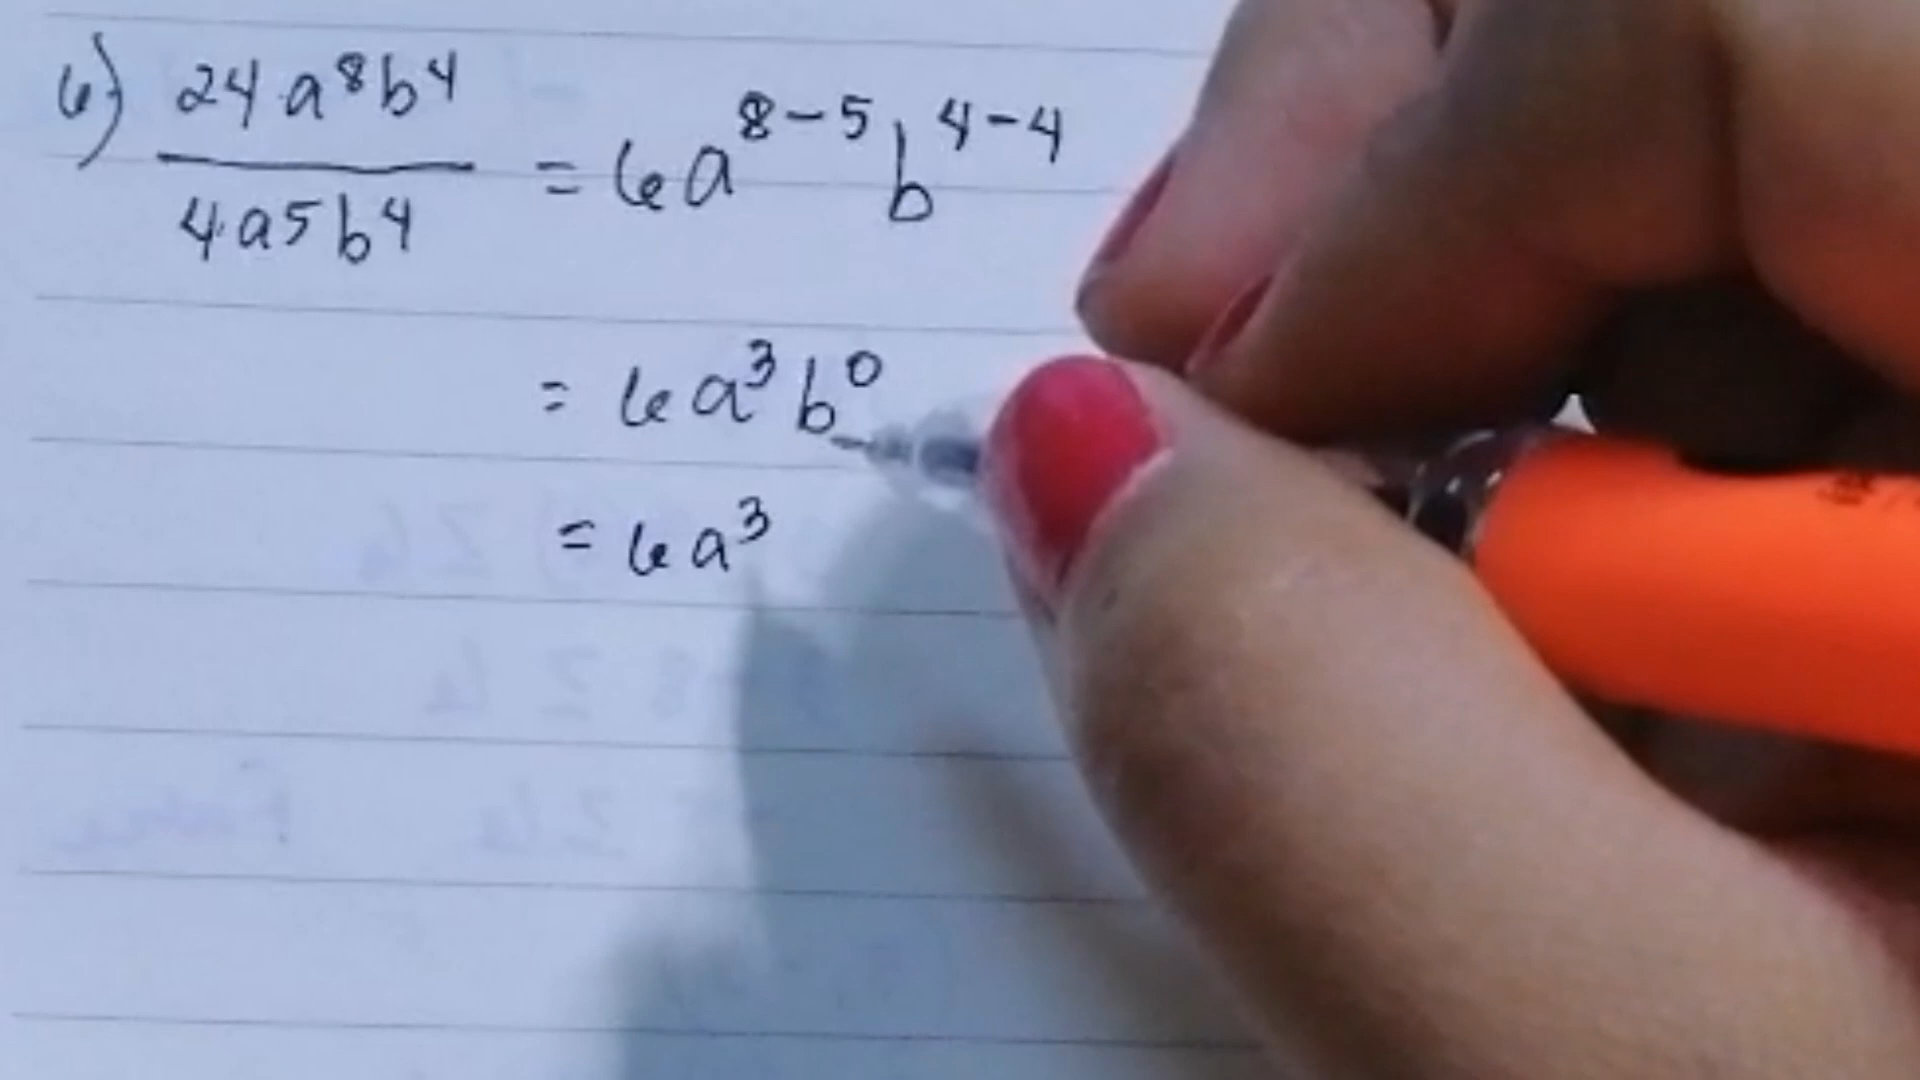 6) 24a⁸b⁴
4a5b⁴
= 6a⁸⁻⁵b⁴⁻⁴
= 6a³b⁰
= 6a³